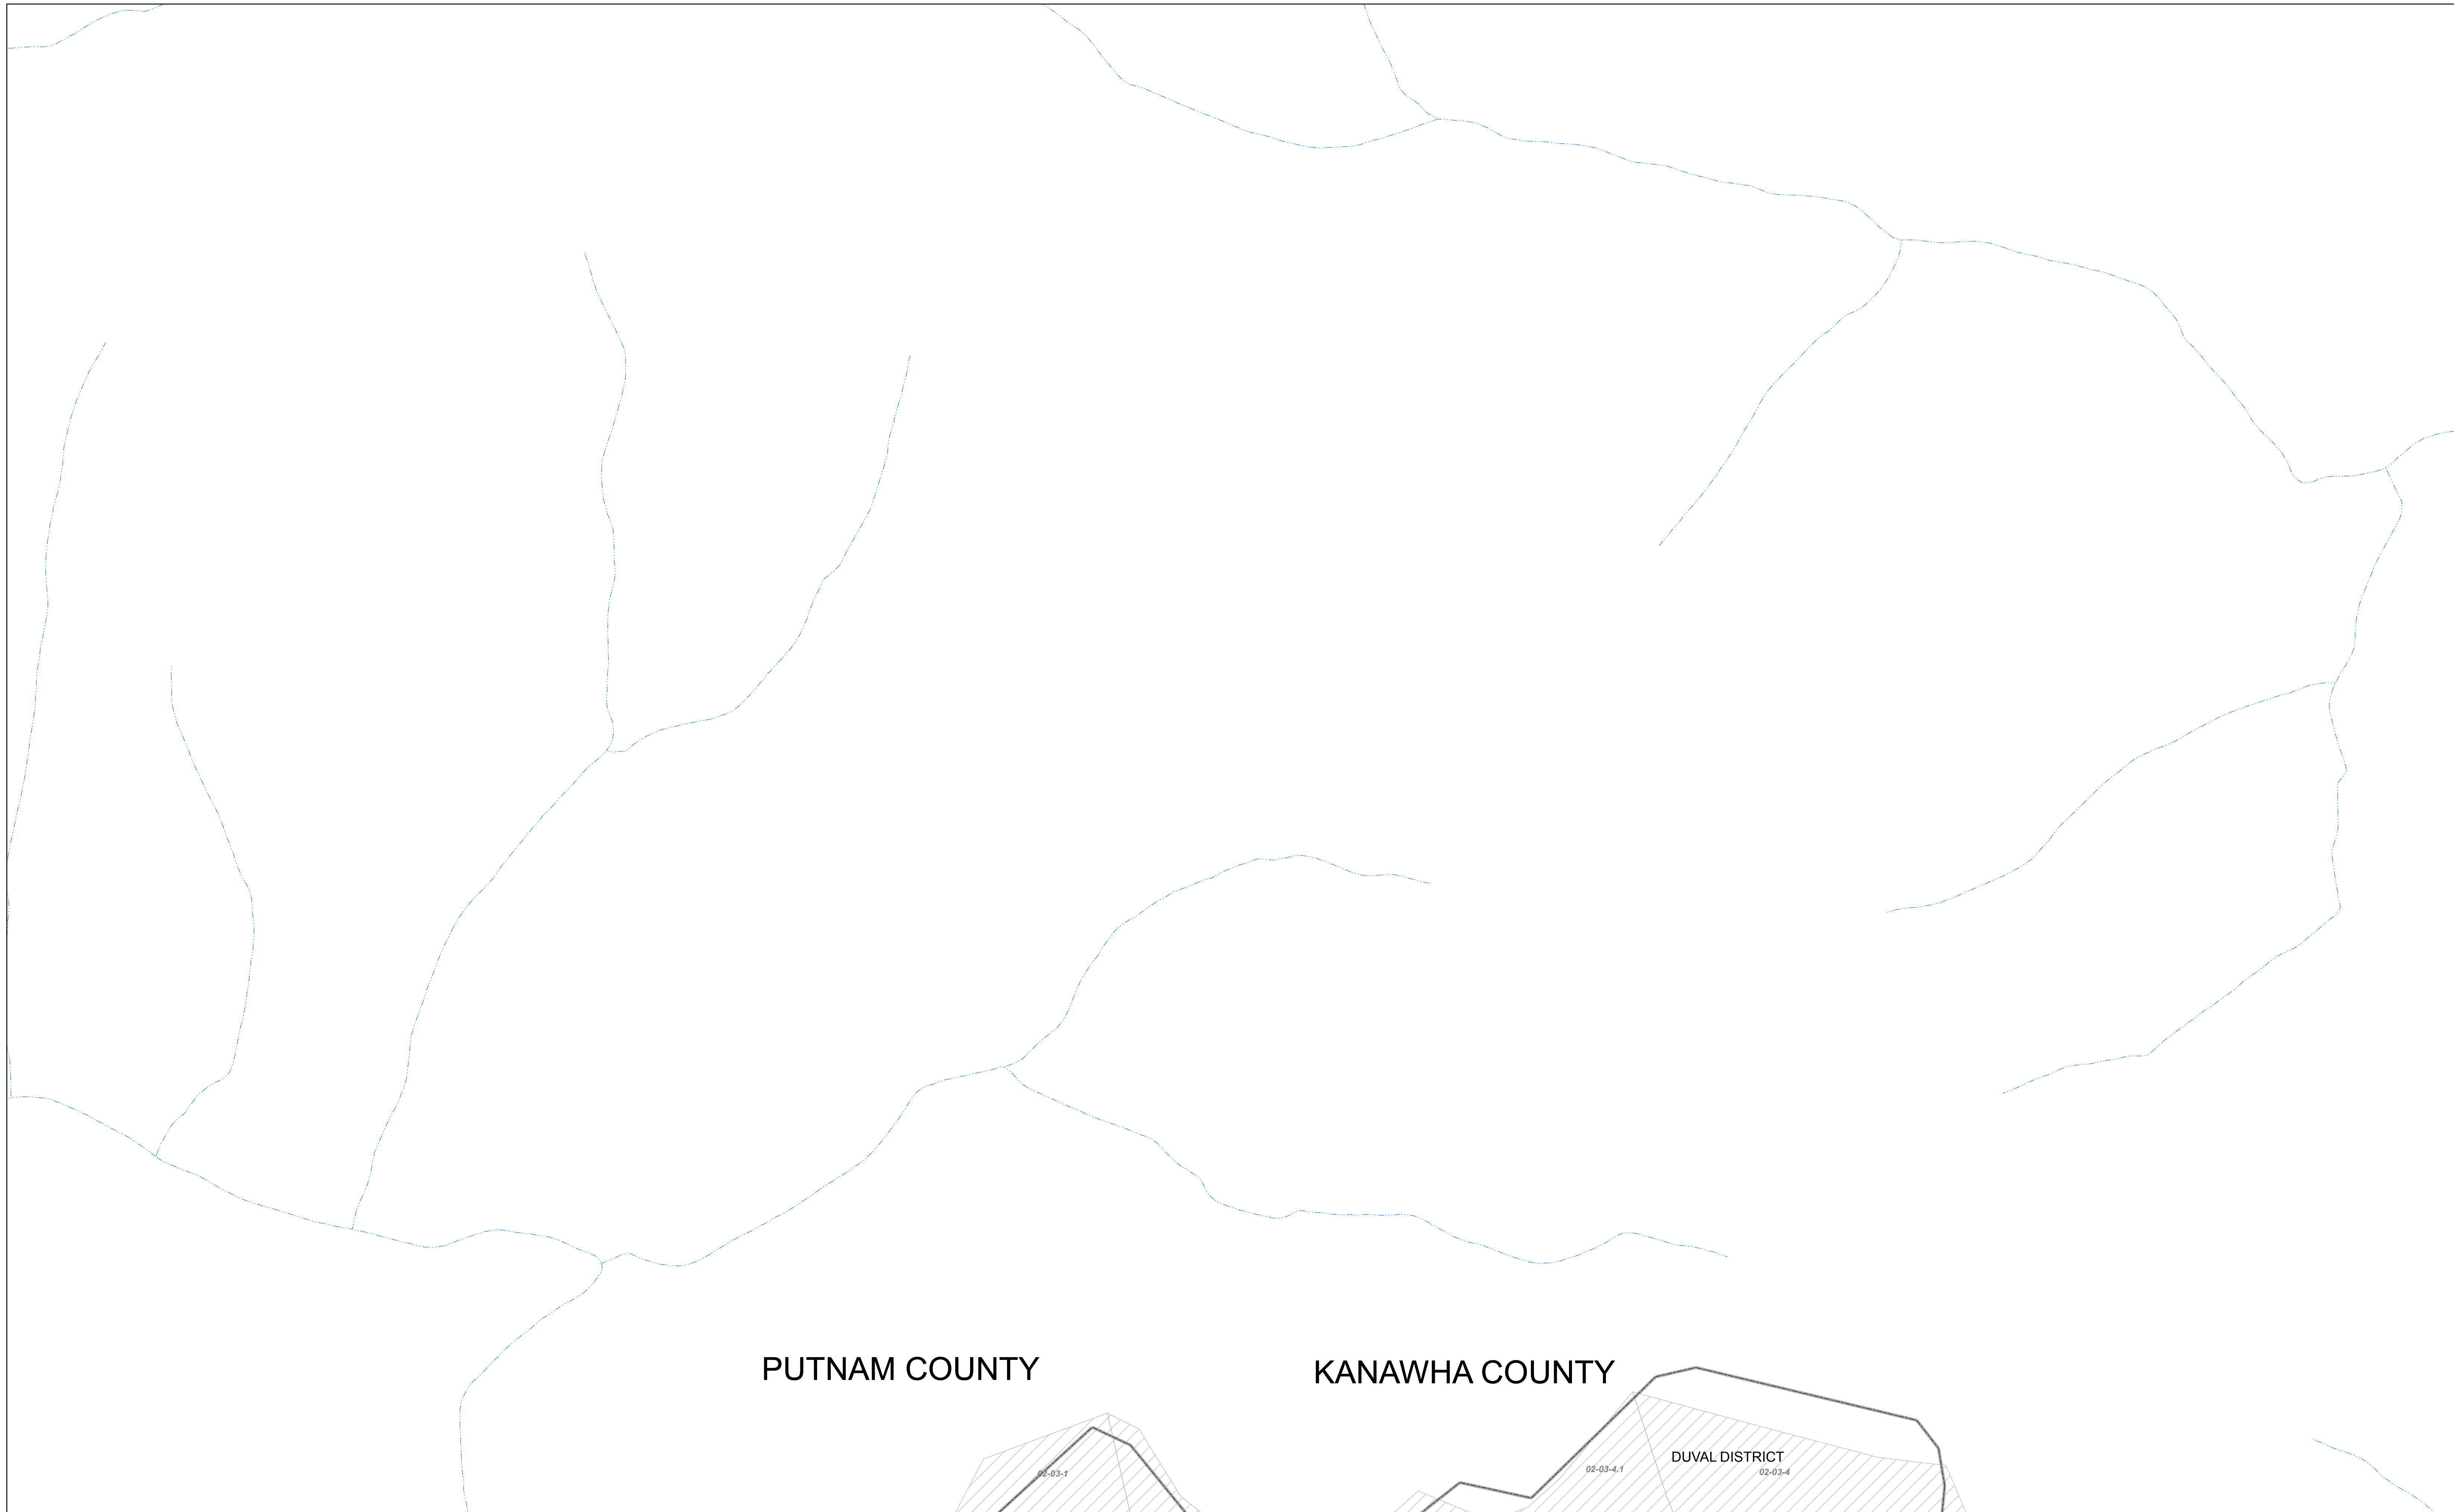 PUTNAM COUNTY
KANAWHA COUNTY
DUVAL DISTRICT
02-03-1
02-03-4.1
02-03-4